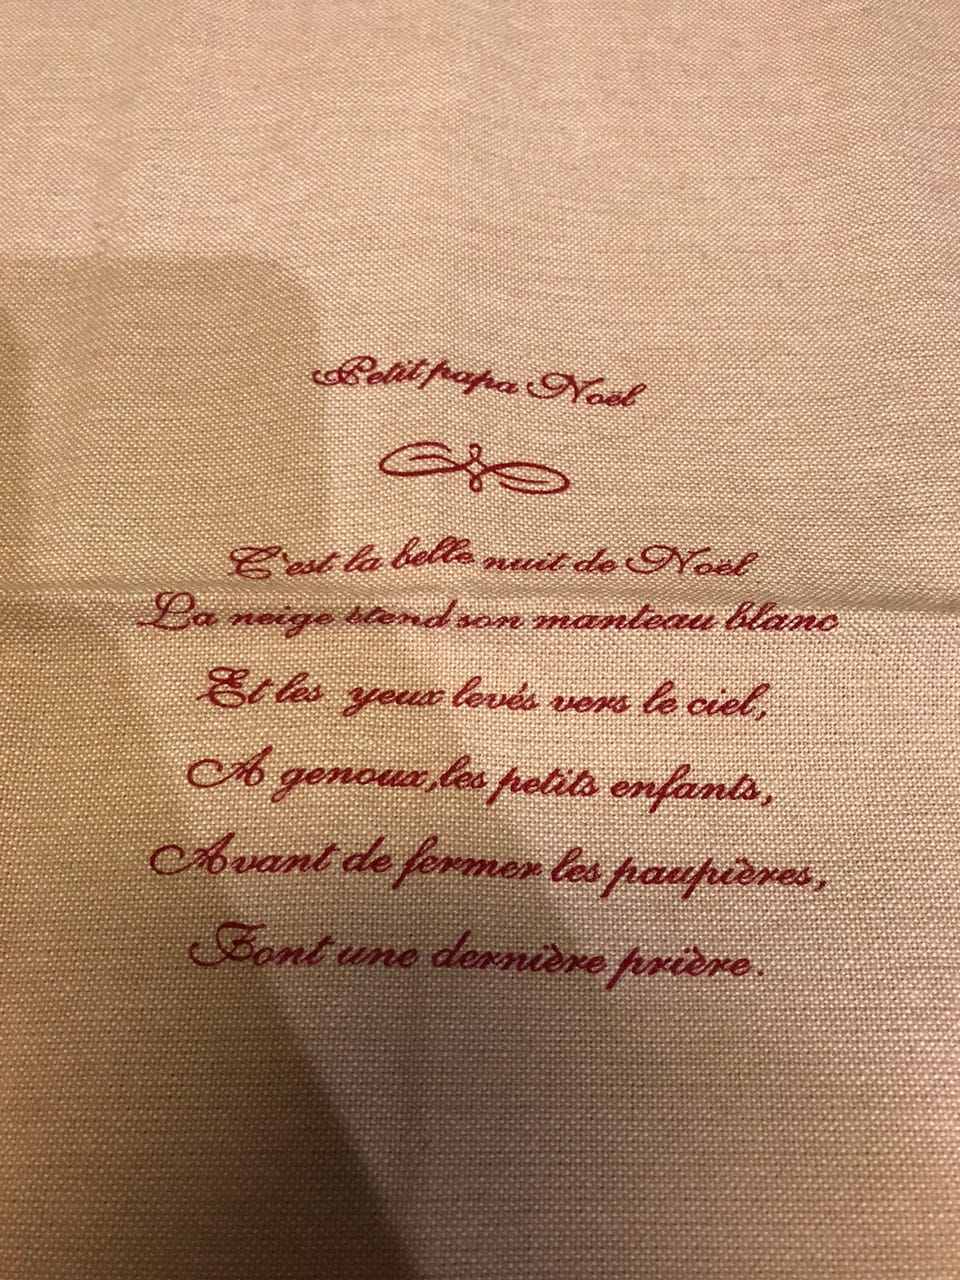 Petit papa Noël
C'est la belle nuit de Noël
La neige étend son manteau blanc
Et les yeux levés vers le ciel,
A genoux,les petits enfants,
Avant de fermer les paupières,
Font une dernière prière.